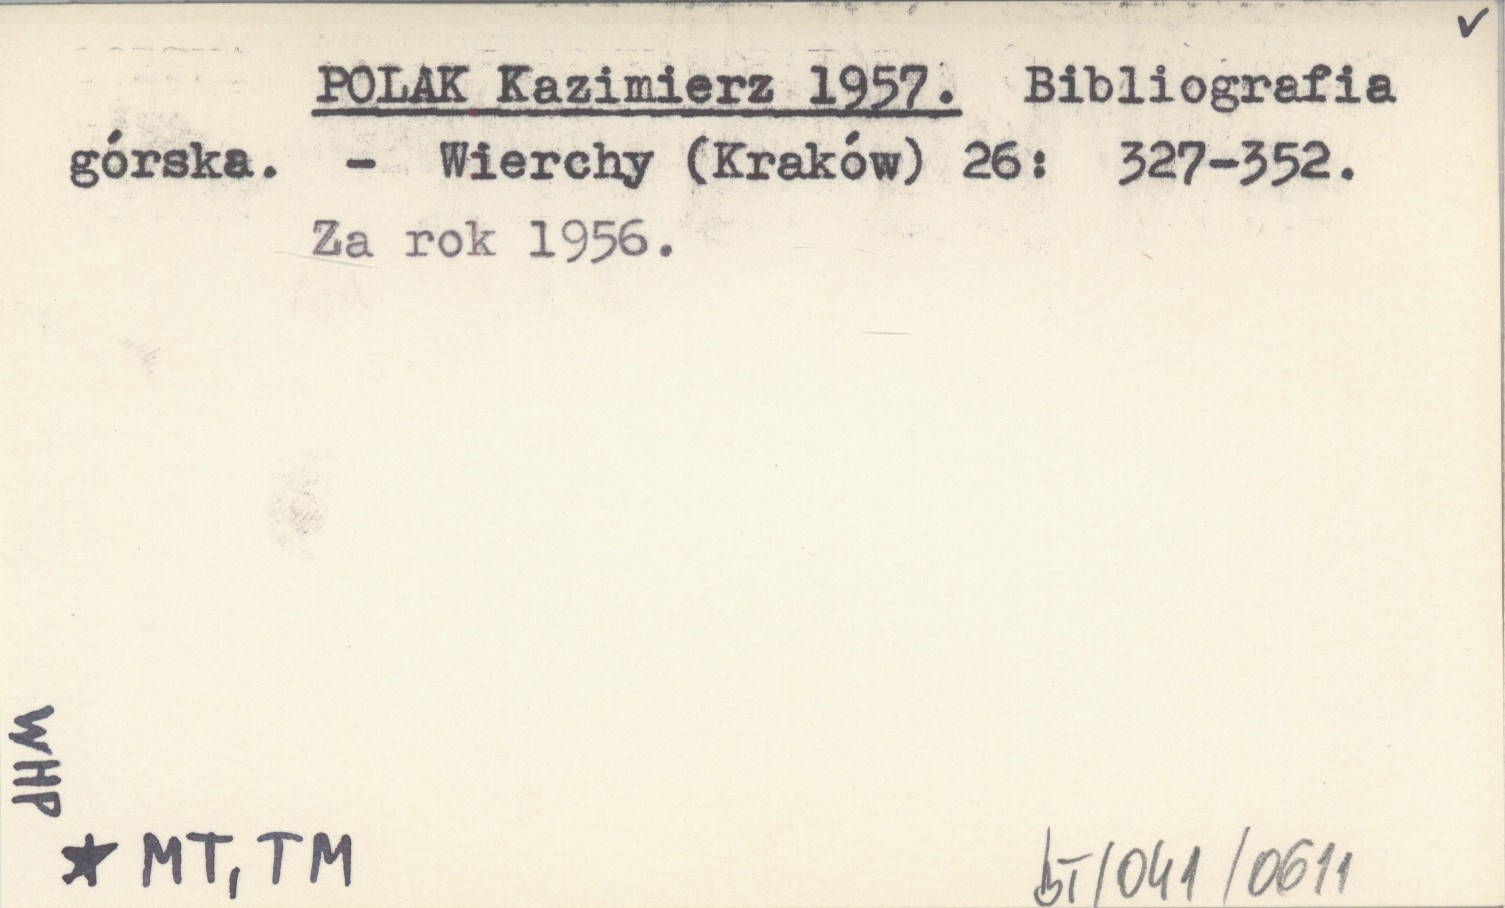 ✓
POLAK Kazimierz 1957. Bibliografia
górska. - Wierchy (Kraków) 26: 327-352.
Za rok 1956.
WHP
★ MT, TM
bT/041/0611